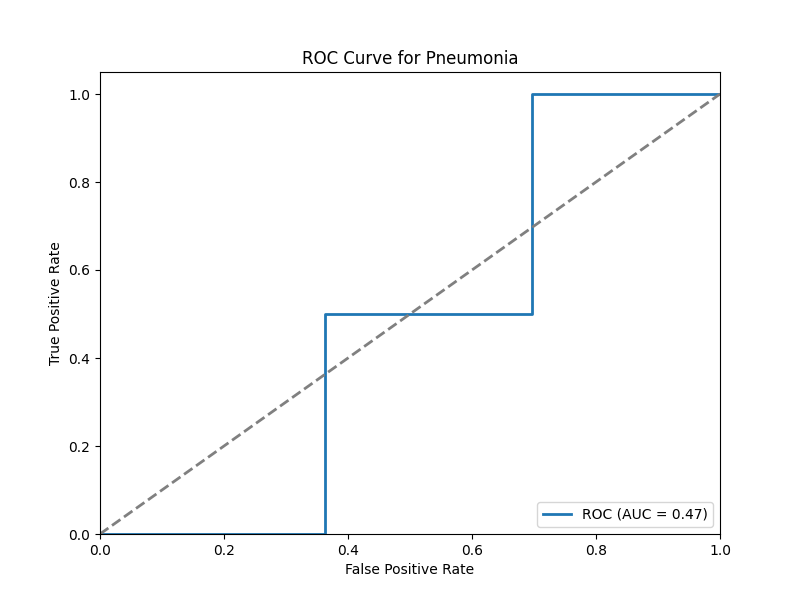 ROC Curve for Pneumonia
1.0
0.8
0.6
0.4
0.2
0.0
True Positive Rate
ROC (AUC = 0.47)
0.0 0.2 0.4 0.6 0.8 1.0
False Positive Rate